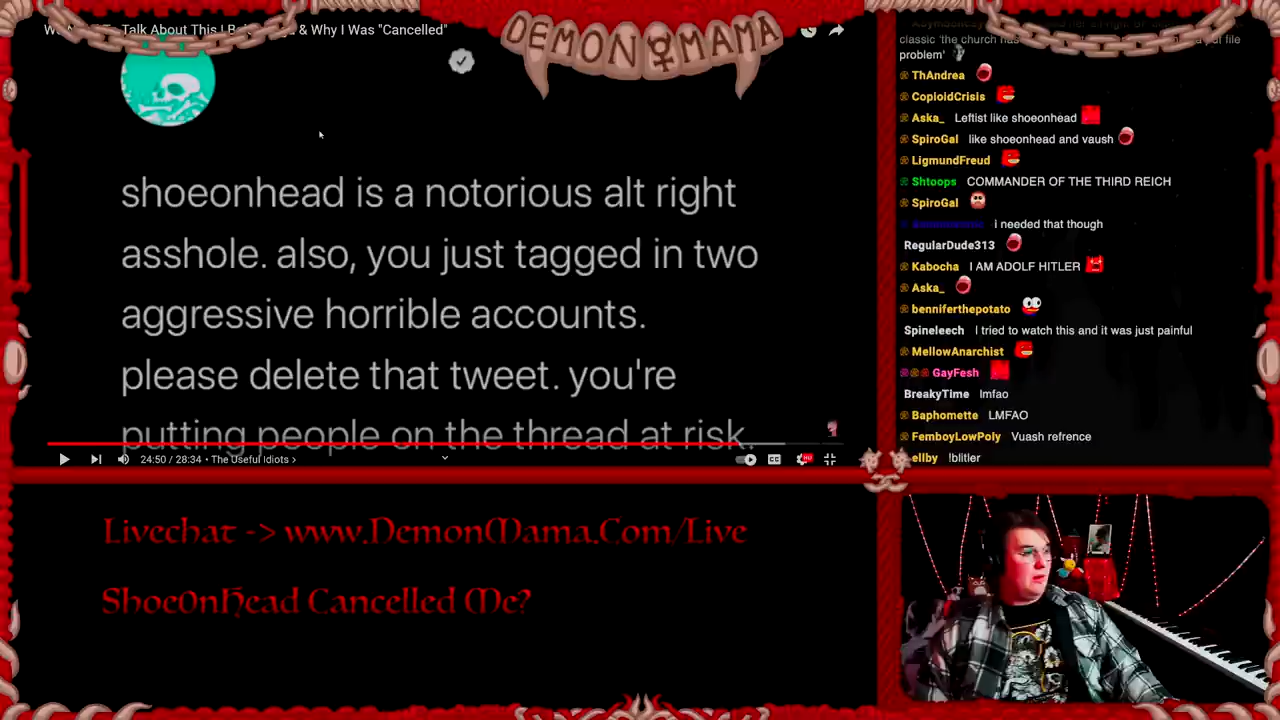 Talk About This !
& Why I Was "Cancelled"
DEMON MAMA
shoeonhead is a notorious alt right
asshole. also, you just tagged in two
aggressive horrible accounts.
please delete that tweet. you're
putting people on the thread at risk.
24:50 / 28:34 • The Useful Idiots >
CC
Livechat -> www.DemonMama.Com/Live
Shoe0nHead Cancelled Me?
classic 'the church has
problem'
ThAndrea
CopioidCrisis
Aska_ Leftist like shoeonhead
SpiroGal like shoeonhead and vaush
LigmundFreud
Shtoops COMMANDER OF THE THIRD REICH
SpiroGal
i needed that though
RegularDude313
Kabocha I AM ADOLF HITLER
Aska_
benniferthepotato
Spineleech I tried to watch this and it was just painful
MellowAnarchist
GayFesh
BreakyTime lmfao
Baphomette LMFAO
FemboyLowPoly Vuash refrence
ellby !blitler